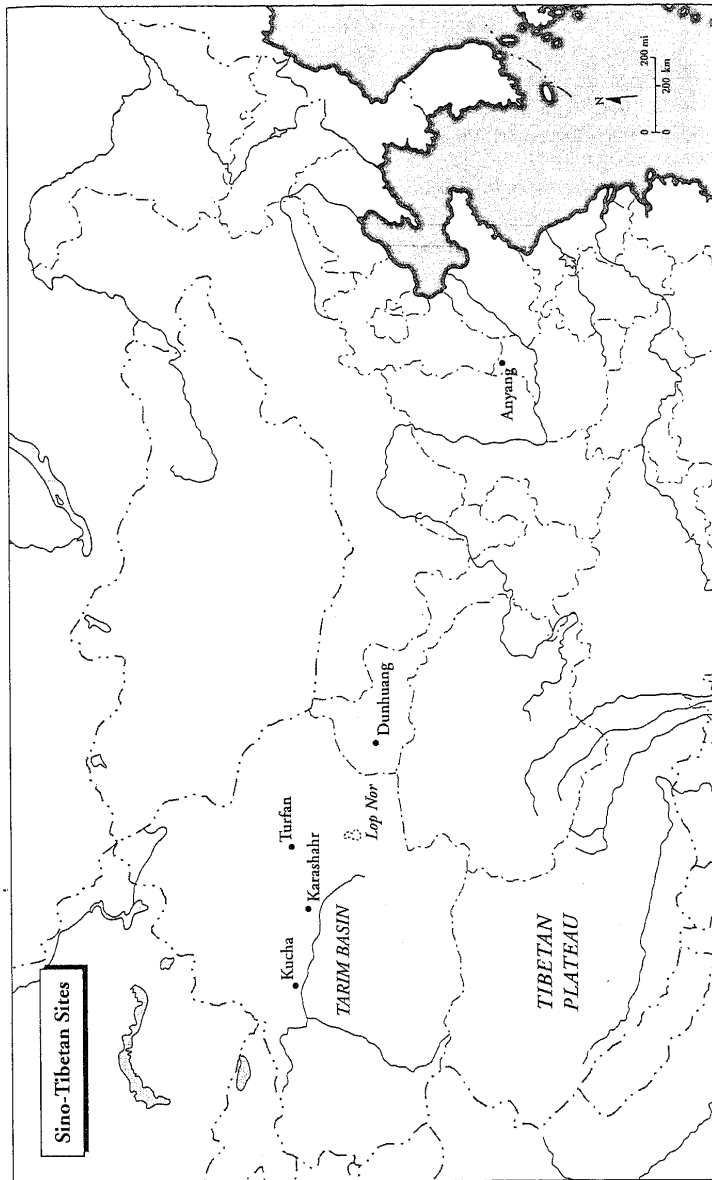 Sino-Tibetan Sites
Kucha
Karashahr
Turfan
TARIM BASIN
Lop Nor
Dunhuang
Anyang
TIBETAN
PLATEAU
N
0 200 mi
0 200 km